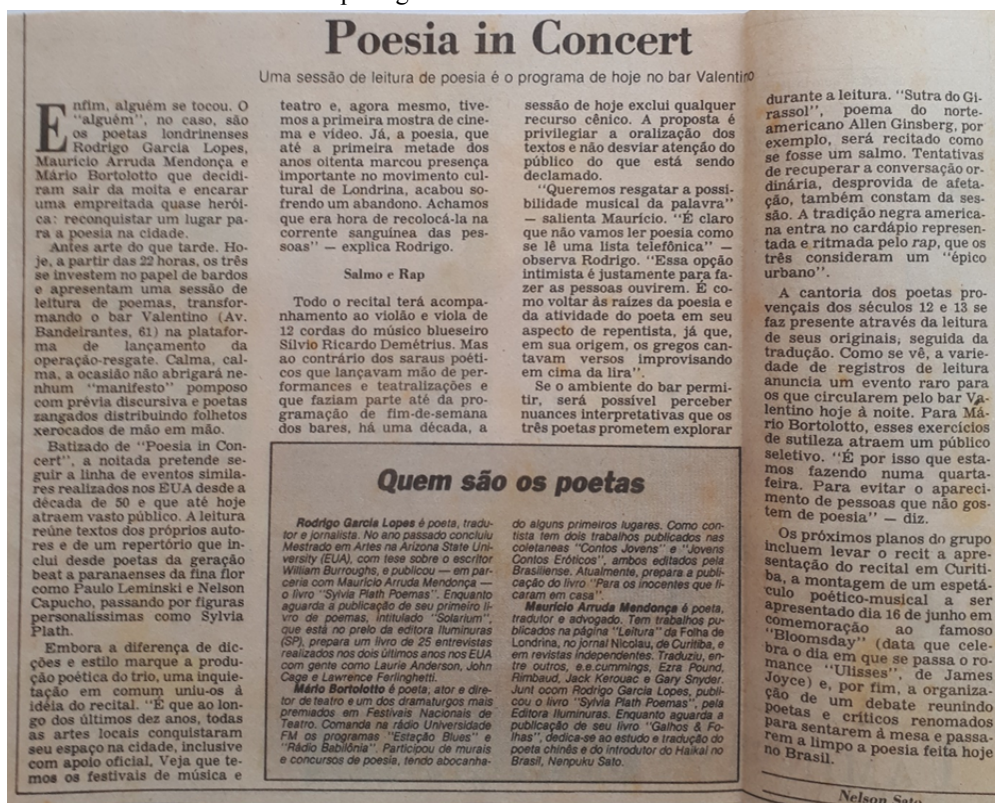 Poesia in Concert
Uma sessão de leitura de poesia é o programa de hoje no bar Valentino
Enfim, alguém se tocou. O
"alguém", no caso, são
os poetas londrinenses
Rodrigo Garcia Lopes,
Maurício Arruda Mendonça e
Mário Bortolotto que decidi-
ram sair da moita e encarar
uma empreitada quase herói-
ca: reconquistar um lugar pa-
ra a poesia na cidade.
Antes arte do que tarde. Ho-
je, a partir das 22 horas, os três
se investem no papel de bardos
e apresentam uma sessão de
leitura de poemas, transfor-
mando o bar Valentino (Av.
Bandeirantes, 61) na platafor-
ma de lançamento da
operação-resgate. Calma, cal-
ma, a ocasião não abrigará ne-
nhum "manifesto" pomposo
com prévia discursiva e poetas
zangados distribuindo folhetos
xerocados de mão em mão.
Batizado de "Poesia in Con-
cert", a noitada pretende se-
guir a linha de eventos simila-
res realizados nos EUA desde a
década de 50 e que até hoje
atraem vasto público. A leitura
reúne textos dos próprios auto-
res e de um repertório que in-
clui desde poetas da geração
beat a paranaenses da fina flor
como Paulo Leminski e Nelson
Capucho, passando por figuras
personalíssimas como Sylvia
Plath.
Embora a diferença de dic-
ções e estilo marque a produ-
ção poética do trio, uma inquie-
tação em comum uniu-os à
idéia do recital. "É que ao lon-
go dos últimos dez anos, todas
as artes locais conquistaram
seu espaço na cidade, inclusive
com apoio oficial. Veja que te-
mos os festivais de música e
teatro e, agora mesmo, tive-
mos a primeira mostra de cine-
ma e vídeo. Já, a poesia, que
até a primeira metade dos
anos oitenta marcou presença
importante no movimento cul-
tural de Londrina, acabou so-
frendo um abandono. Achamos
que era hora de recolocá-la na
corrente sanguínea das pes-
soas" — explica Rodrigo.
Salmo e Rap
Todo o recital terá acompa-
nhamento ao violão e viola de
12 cordas do músico blueseiro
Silvio Ricardo Demétrius. Mas
ao contrário dos saraus poéti-
cos que lançavam mão de per-
formances e teatralizações e
que faziam parte até da pro-
gramação de fim-de-semana
dos bares, há uma década, a
sessão de hoje exclui qualquer
recurso cênico. A proposta é
privilegiar a oralização dos
textos e não desviar atenção do
público do que está sendo
declamado.
"Queremos resgatar a possi-
bilidade musical da palavra"
— salienta Maurício. "É claro
que não vamos ler poesia como
se lê uma lista telefônica" —
observa Rodrigo. "Essa opção
intimista é justamente para fa-
zer as pessoas ouvirem. É co-
mo voltar às raízes da poesia e
da atividade do poeta em seu
aspecto de repentista, já que,
em sua origem, os gregos can-
tavam versos improvisando
em cima da lira".
Se o ambiente do bar permi-
tir, será possível perceber
nuances interpretativas que os
três poetas prometem explorar
durante a leitura. "Sutra do Gi-
rassol", poema do norte-
americano Allen Ginsberg, por
exemplo, será recitado como
se fosse um salmo. Tentativas
de recuperar a conversação or-
dinária, desprovida de afeta-
ção, também constam da ses-
são. A tradição negra america-
na entra no cardápio represen-
tada e ritmada pelo rap, que os
três consideram um "épico
urbano".
A cantoria dos poetas pro-
vençais dos séculos 12 e 13 se
faz presente através da leitura
de seus originais, seguida da
tradução. Como se vê, a varie-
dade de registros de leitura
anuncia um evento raro para
os que circularem pelo bar Va-
lentino hoje à noite. Para Má-
rio Bortolotto, esses exercícios
de sutileza atraem um público
seletivo. "É por isso que esta-
mos fazendo numa quarta-
feira. Para evitar o apareci-
mento de pessoas que não gos-
tem de poesia" — diz.
Os próximos planos do grupo
incluem levar o recit a apre-
sentação do recital em Curiti-
ba, a montagem de um espetá-
culo poético-musical a ser
apresentado dia 16 de junho em
comemoração ao famoso
"Bloomsday" (data que cele-
bra o dia em que se passa o ro-
mance "Ulisses", de James
Joyce) e, por fim, a organiza-
ção de um debate reunindo
poetas e críticos renomados
para sentarem à mesa e passa-
rem a limpo a poesia feita hoje
no Brasil.
Nelson Sato
Quem são os poetas
Rodrigo Garcia Lopes é poeta, tradu-
tor e jornalista. No ano passado concluiu
Mestrado em Artes na Arizona State Uni-
versity (EUA), com tese sobre o escritor
William Burroughs, e publicou — em par-
ceria com Maurício Arruda Mendonça —
o livro "Sylvia Plath Poemas". Enquanto
aguarda a publicação de seu primeiro li-
vro de poemas, intitulado "Solarium",
que está no prelo da editora Iluminuras
(SP), prepara um livro de 25 entrevistas
realizados nos dois últimos anos nos EUA
com gente como Laurie Anderson, John
Cage e Lawrence Ferlinghetti.
Mário Bortolotto é poeta, ator e dire-
tor de teatro e um dos dramaturgos mais
premiados em Festivais Nacionais de
Teatro. Comanda na rádio Universidade
FM os programas "Estação Blues" e
"Rádio Babilônia". Participou de murais
e concursos de poesia, tendo abocanha-
do alguns primeiros lugares. Como con-
tista tem dois trabalhos publicados nas
coletaneas "Contos Jovens" e "Jovens
Contos Eróticos", ambos editados pela
Brasiliense. Atualmente, prepara a publi-
cação do livro "Para os inocentes que fi-
caram em casa".
Maurício Arruda Mendonça é poeta,
tradutor e advogado. Tem trabalhos pu-
blicados na página "Leitura" da Folha de
Londrina, no jornal Nicolau, de Curitiba, e
em revistas independentes. Traduziu, en-
tre outros, e.e.cummings, Ezra Pound,
Rimbaud, Jack Kerouac e Gary Snyder.
Junt ocom Rodrigo Garcia Lopes, publi-
cou o livro "Sylvia Plath Poemas", pela
Editora Iluminuras. Enquanto aguarda a
publicação de seu livro "Galhos & Fo-
lhas", dedica-se ao estudo e tradução do
poeta chinês e do introdutor do Haikai no
Brasil, Nenpuku Sato.